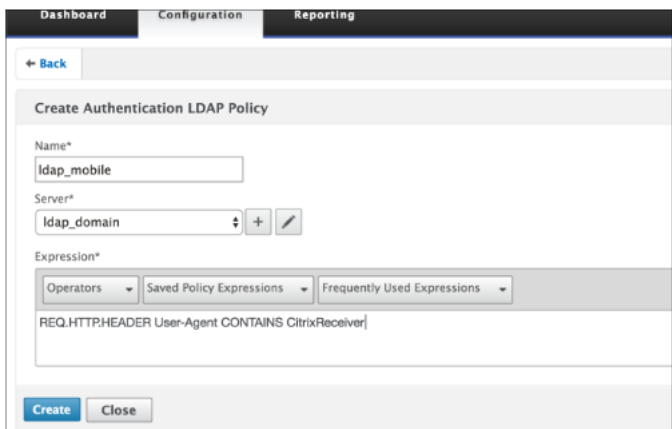 Dashboard Configuration Reporting
← Back
Create Authentication LDAP Policy
Name*
ldap_mobile
Server*
ldap_domain +
Expression*
Operators Saved Policy Expressions Frequently Used Expressions
REQ.HTTP.HEADER User-Agent CONTAINS CitrixReceiver
Create Close